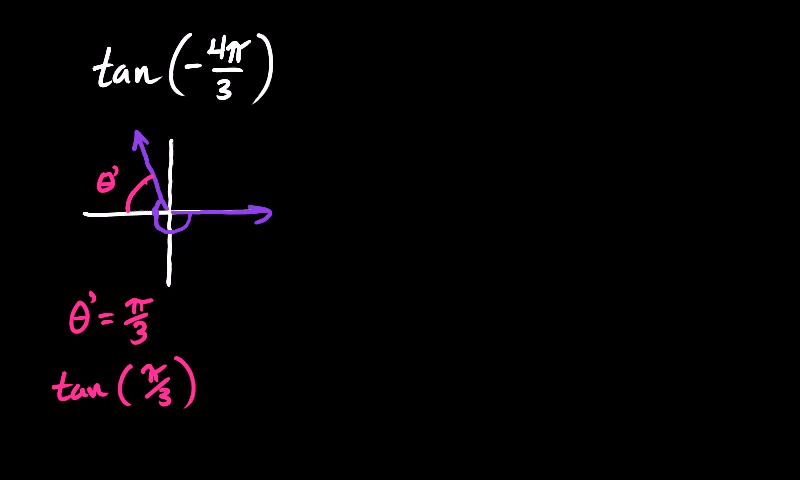 tan(-4π/3)
θ'
θ' = π/3
tan(π/3)